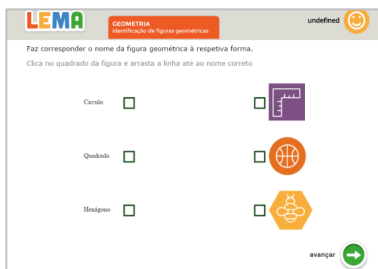 LEMA
GEOMETRIA
identificação de figuras geométricas
undefined
Faz corresponder o nome da figura geométrica à respetiva forma.
Clica no quadrado da figura e arrasta a linha até ao nome correto
Circulo
Quadrado
Hexágono
avançar